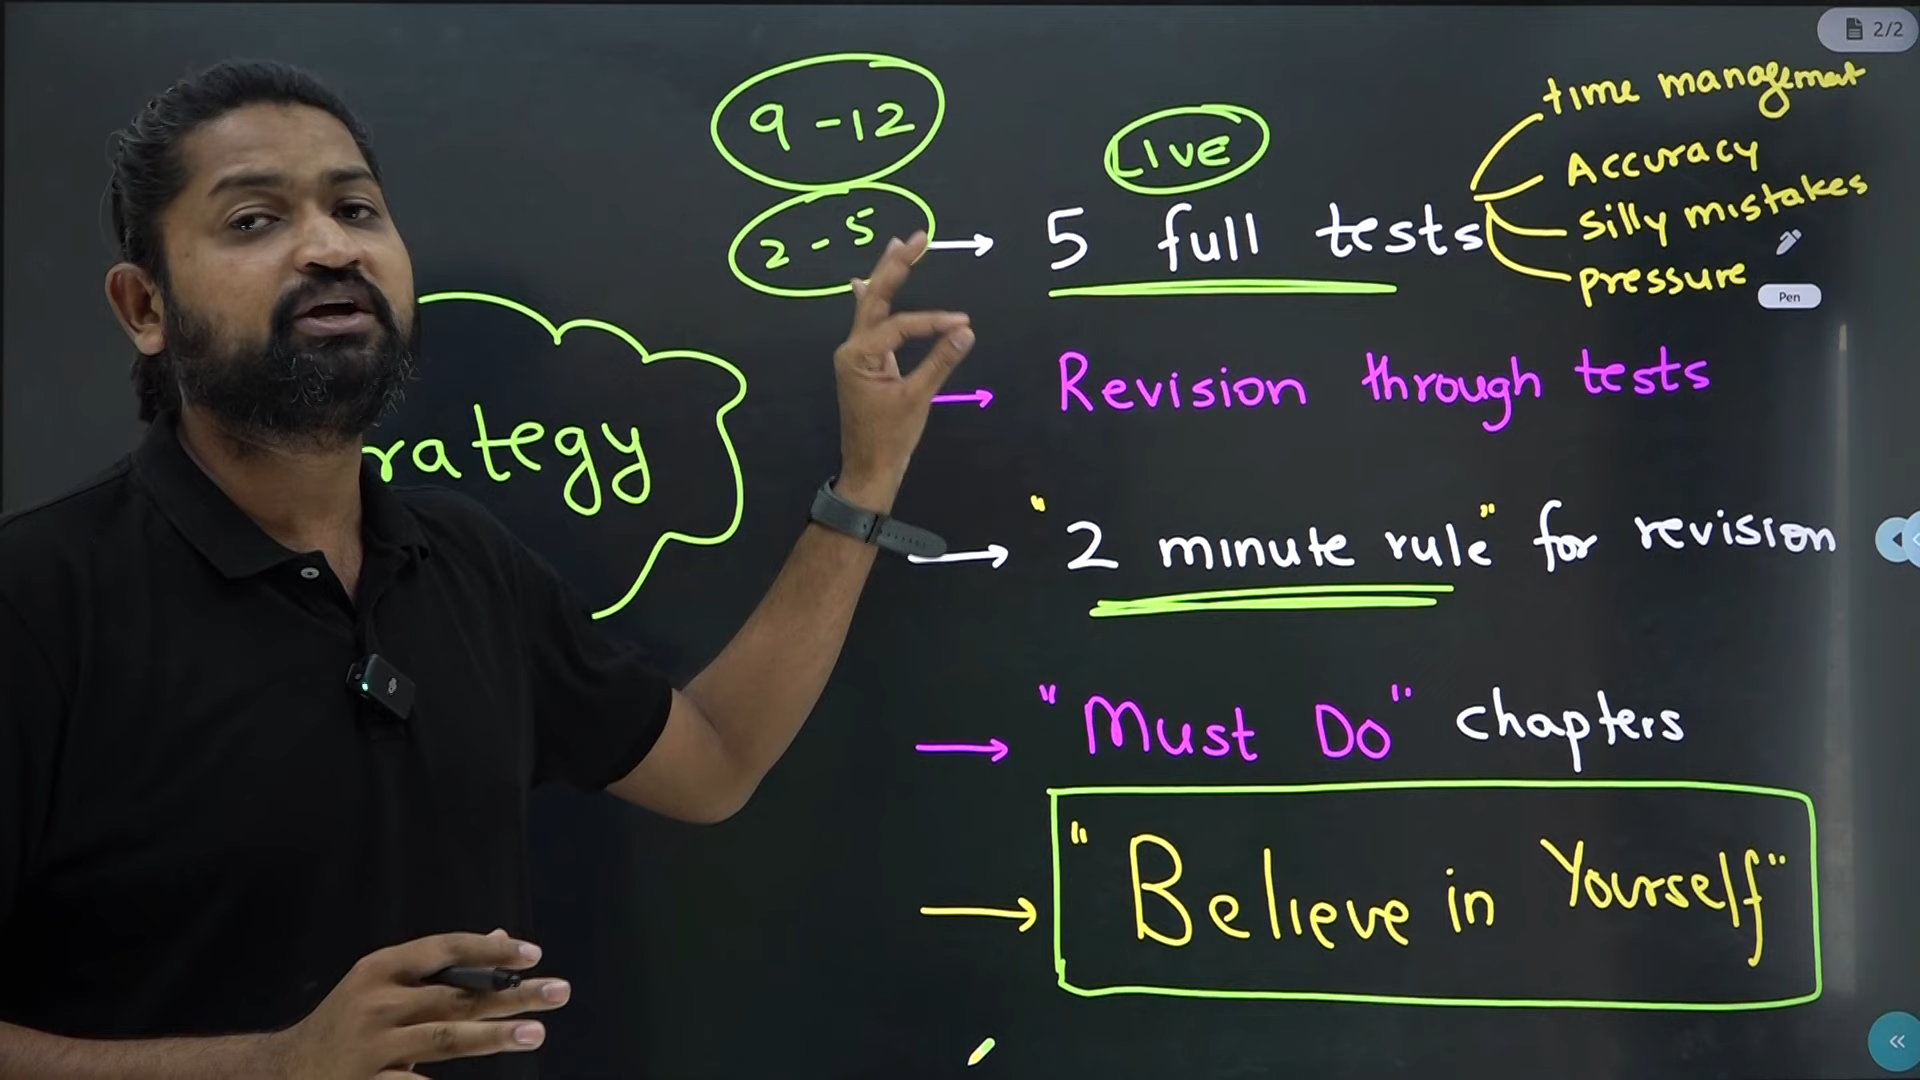 2/2
9-12
Live
time management
Accuracy
silly mistakes
pressure
2-5
→ 5 full tests
Pen
→ Revision through tests
rategy
→ "2 minute rule" for revision
→ "Must Do" chapters
→ "Believe in Yourself"